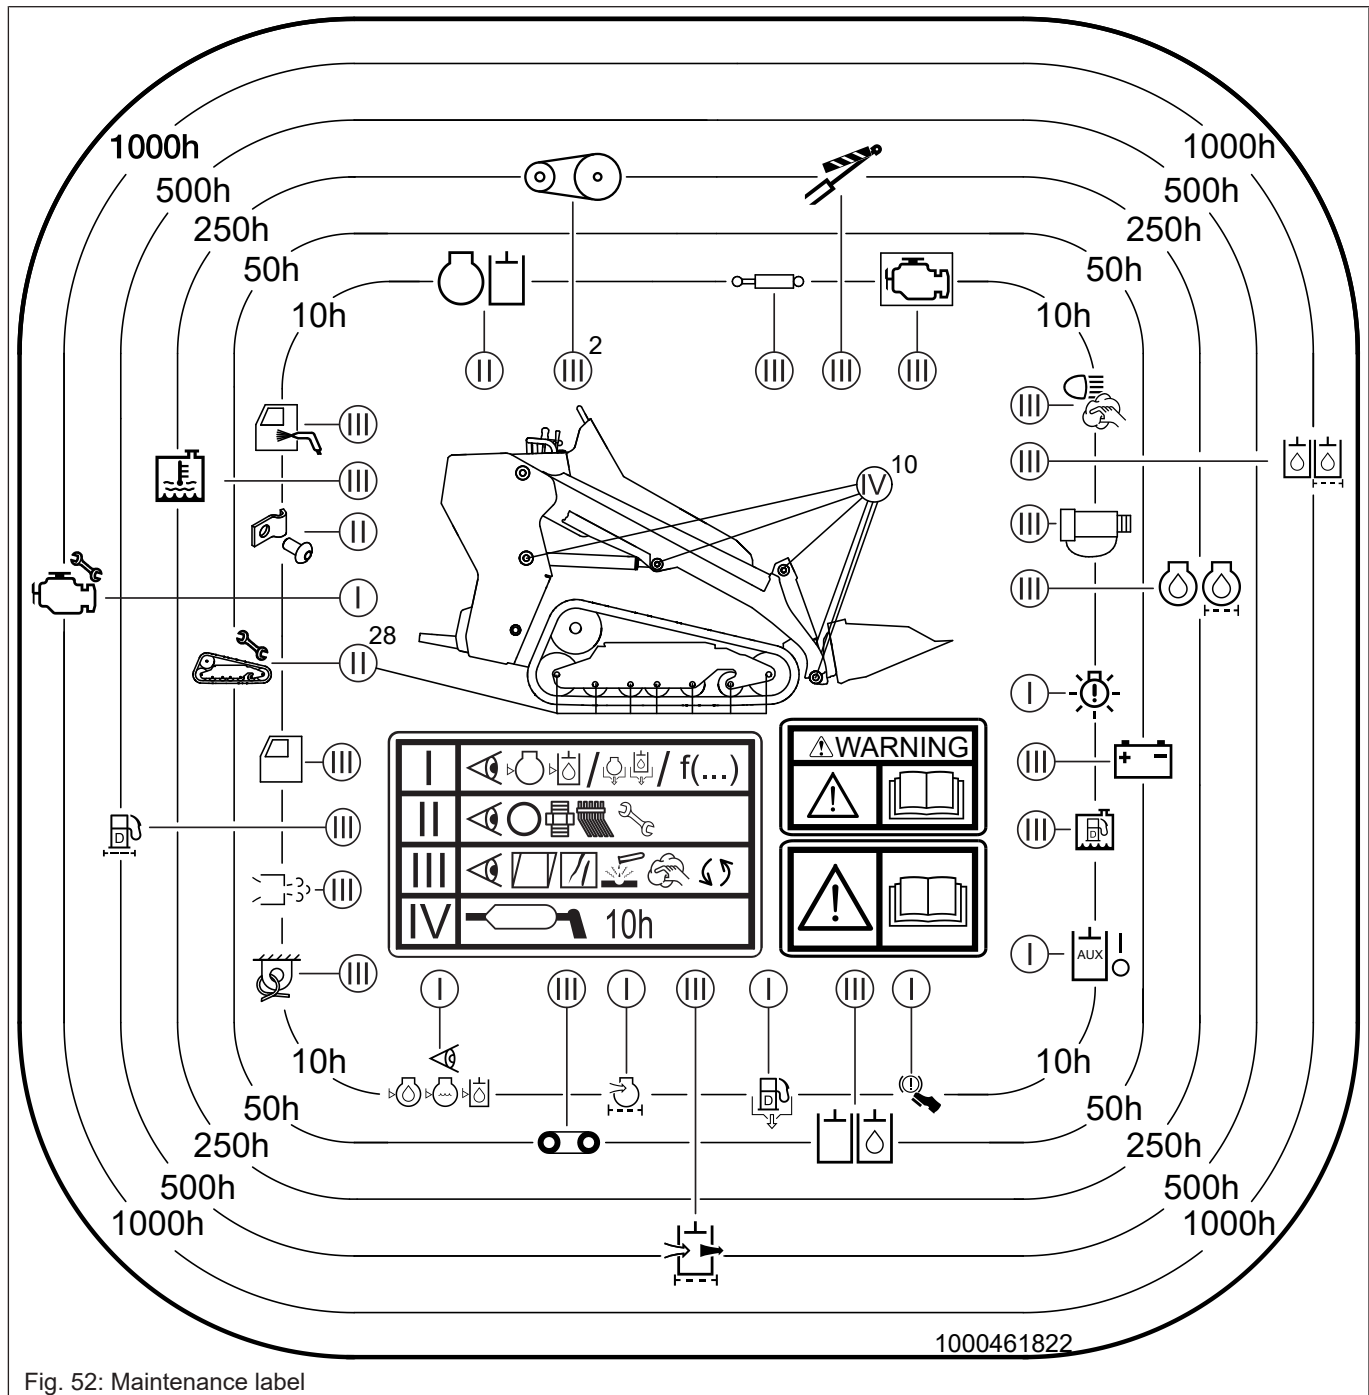 1000h 1000h
500h 500h
250h 250h
50h 50h
10h 10h
2
II III III III III
III III
10
III III
IV
II III
I III
28
II
I
WARNING
I / / f(...)
III III
II
D III III D
III
III
IV 10h
I AUX I
III
I III I III I III I
10h 10h
D
50h 50h
250h 250h
500h 500h
1000h 1000h
1000461822
Fig. 52: Maintenance label